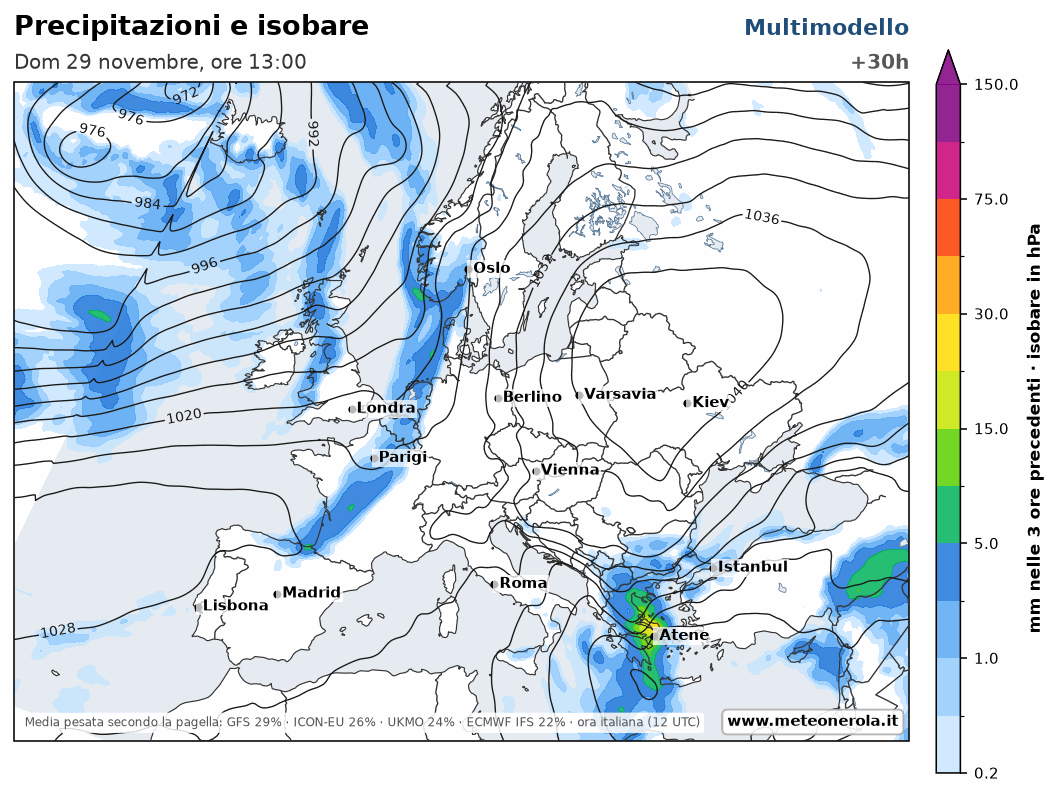 Precipitazioni e isobare
Multimodello
Dom 29 novembre, ore 13:00
+30h
972
976
976
992
984
996
1036
1020
1028
1040
Oslo
Londra
Berlino
Varsavia
Kiev
Parigi
Vienna
Istanbul
Roma
Madrid
Lisbona
Atene
Media pesata secondo la pagella: GFS 29% · ICON-EU 26% · UKMO 24% · ECMWF IFS 22% · ora italiana (12 UTC)
www.meteonerola.it
150.0
75.0
30.0
15.0
5.0
1.0
0.2
mm nelle 3 ore precedenti · isobare in hPa